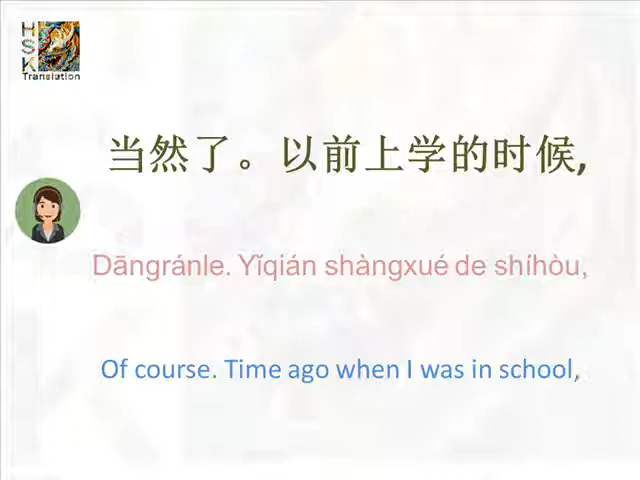 HSK
Translation
当然了。以前上学的时候,
Dāngránle. Yǐqián shàngxué de shíhòu,
Of course. Time ago when I was in school,